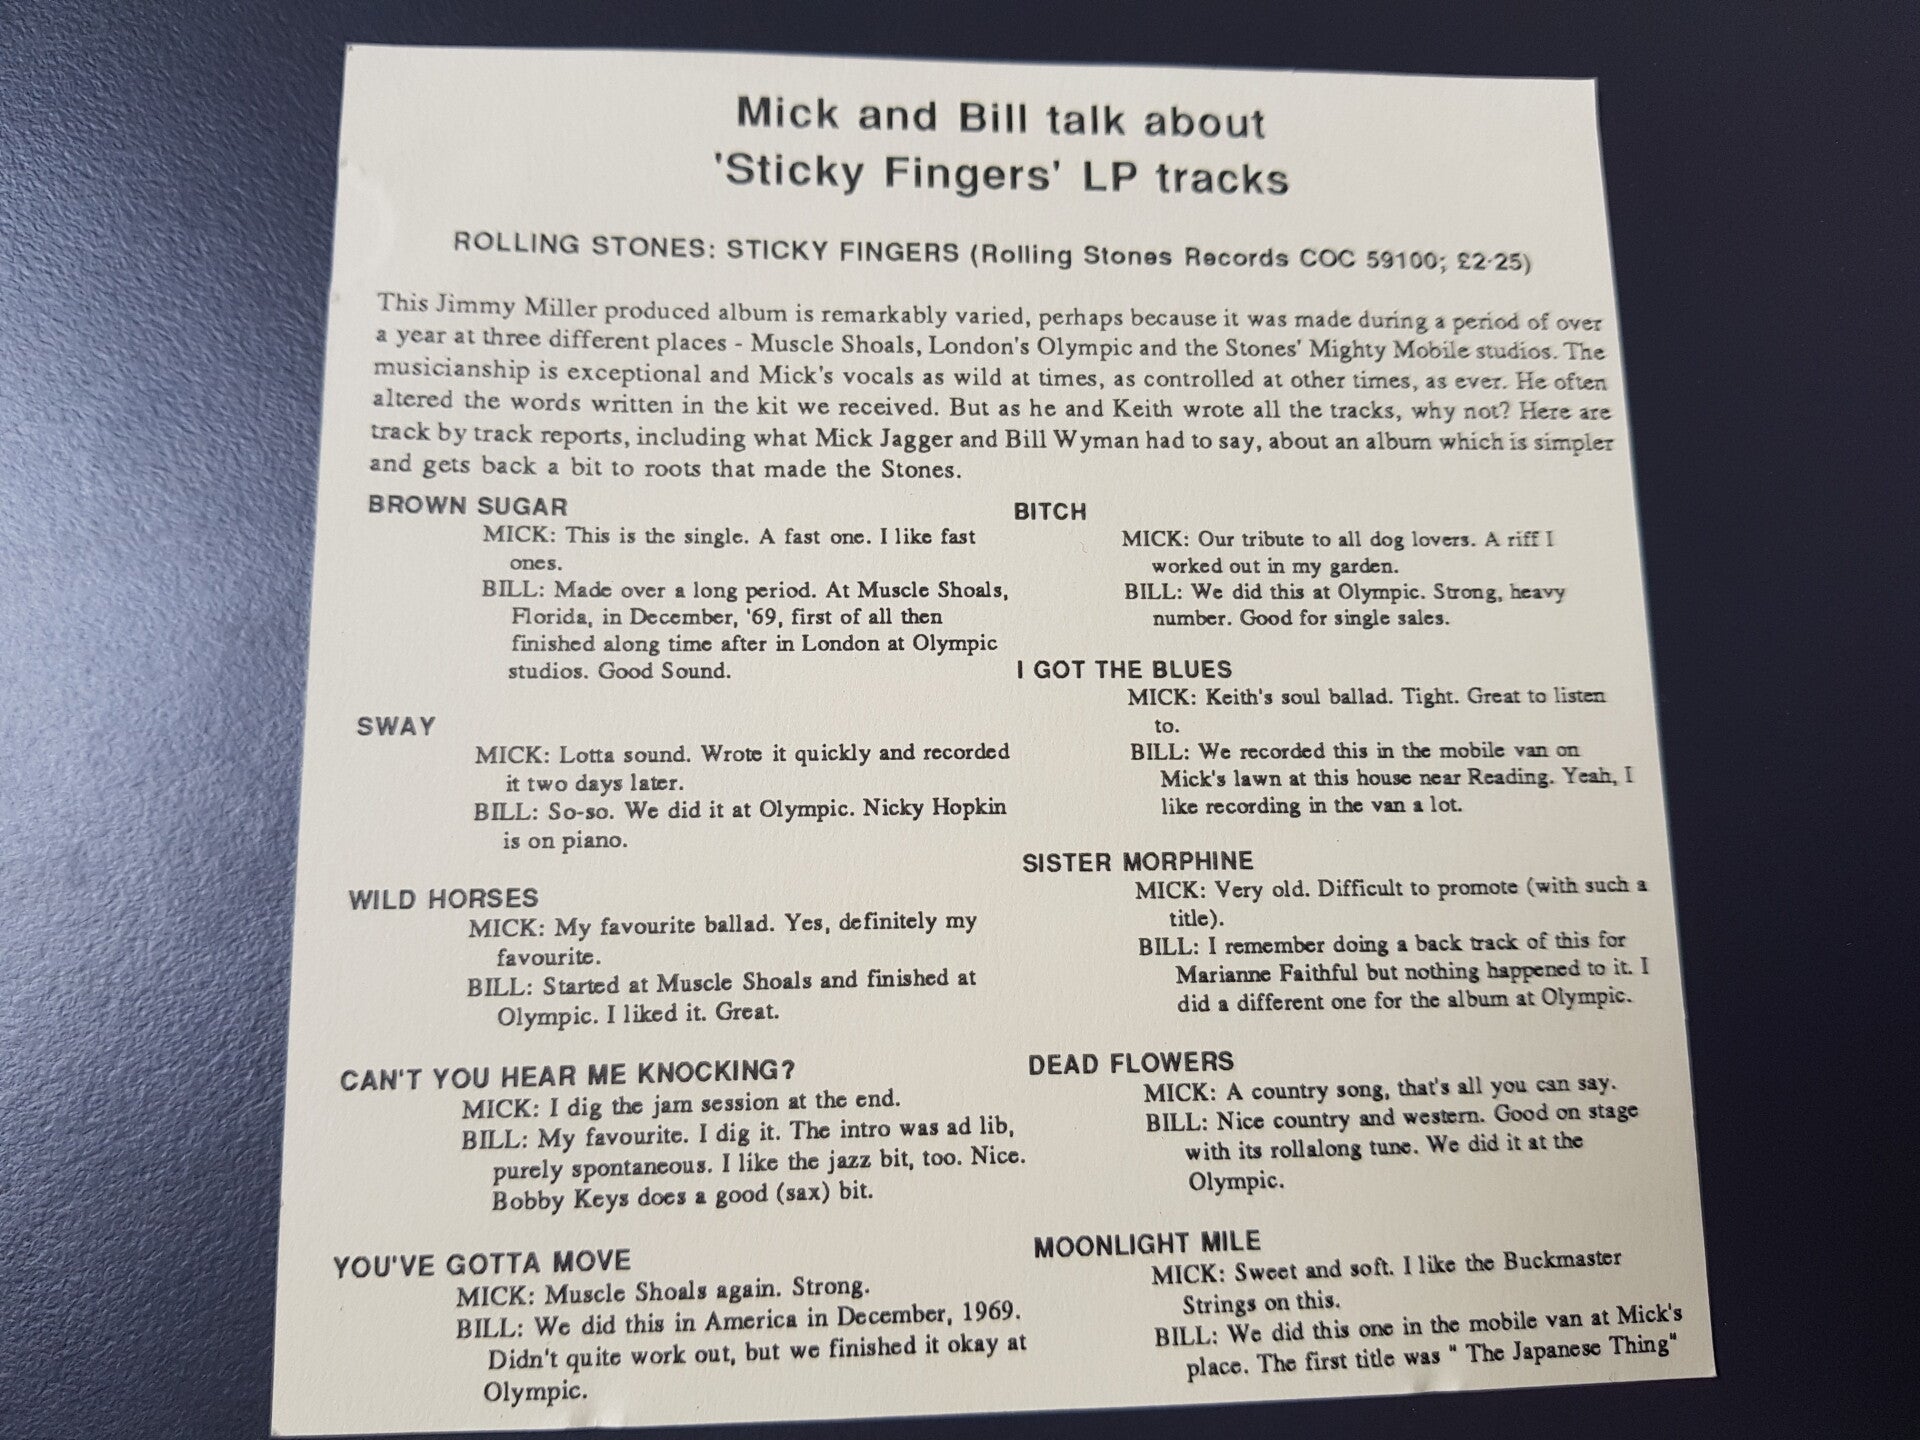 Mick and Bill talk about
'Sticky Fingers' LP tracks
ROLLING STONES: STICKY FINGERS (Rolling Stones Records COC 59100; £2·25)
This Jimmy Miller produced album is remarkably varied, perhaps because it was made during a period of over
a year at three different places - Muscle Shoals, London's Olympic and the Stones' Mighty Mobile studios. The
musicianship is exceptional and Mick's vocals as wild at times, as controlled at other times, as ever. He often
altered the words written in the kit we received. But as he and Keith wrote all the tracks, why not? Here are
track by track reports, including what Mick Jagger and Bill Wyman had to say, about an album which is simpler
and gets back a bit to roots that made the Stones.
BROWN SUGAR
MICK: This is the single. A fast one. I like fast
ones.
BILL: Made over a long period. At Muscle Shoals,
Florida, in December, '69, first of all then
finished along time after in London at Olympic
studios. Good Sound.
SWAY
MICK: Lotta sound. Wrote it quickly and recorded
it two days later.
BILL: So-so. We did it at Olympic. Nicky Hopkin
is on piano.
WILD HORSES
MICK: My favourite ballad. Yes, definitely my
favourite.
BILL: Started at Muscle Shoals and finished at
Olympic. I liked it. Great.
CAN'T YOU HEAR ME KNOCKING?
MICK: I dig the jam session at the end.
BILL: My favourite. I dig it. The intro was ad lib,
purely spontaneous. I like the jazz bit, too. Nice.
Bobby Keys does a good (sax) bit.
YOU'VE GOTTA MOVE
MICK: Muscle Shoals again. Strong.
BILL: We did this in America in December, 1969.
Didn't quite work out, but we finished it okay at
Olympic.
BITCH
MICK: Our tribute to all dog lovers. A riff I
worked out in my garden.
BILL: We did this at Olympic. Strong, heavy
number. Good for single sales.
I GOT THE BLUES
MICK: Keith's soul ballad. Tight. Great to listen
to.
BILL: We recorded this in the mobile van on
Mick's lawn at this house near Reading. Yeah, I
like recording in the van a lot.
SISTER MORPHINE
MICK: Very old. Difficult to promote (with such a
title).
BILL: I remember doing a back track of this for
Marianne Faithful but nothing happened to it. I
did a different one for the album at Olympic.
DEAD FLOWERS
MICK: A country song, that's all you can say.
BILL: Nice country and western. Good on stage
with its rollalong tune. We did it at the
Olympic.
MOONLIGHT MILE
MICK: Sweet and soft. I like the Buckmaster
Strings on this.
BILL: We did this one in the mobile van at Mick's
place. The first title was " The Japanese Thing"